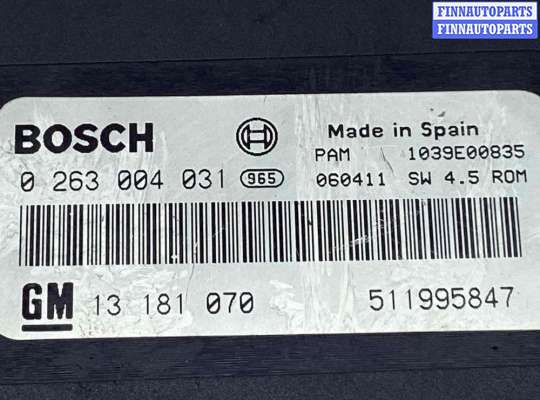 FINNAUTOPARTS
FINNAUTOPARTS
BOSCH
Made in Spain
PAM 1039E00835
0 263 004 031 965
060411 SW 4.5 ROM
GM 13 181 070
511995847